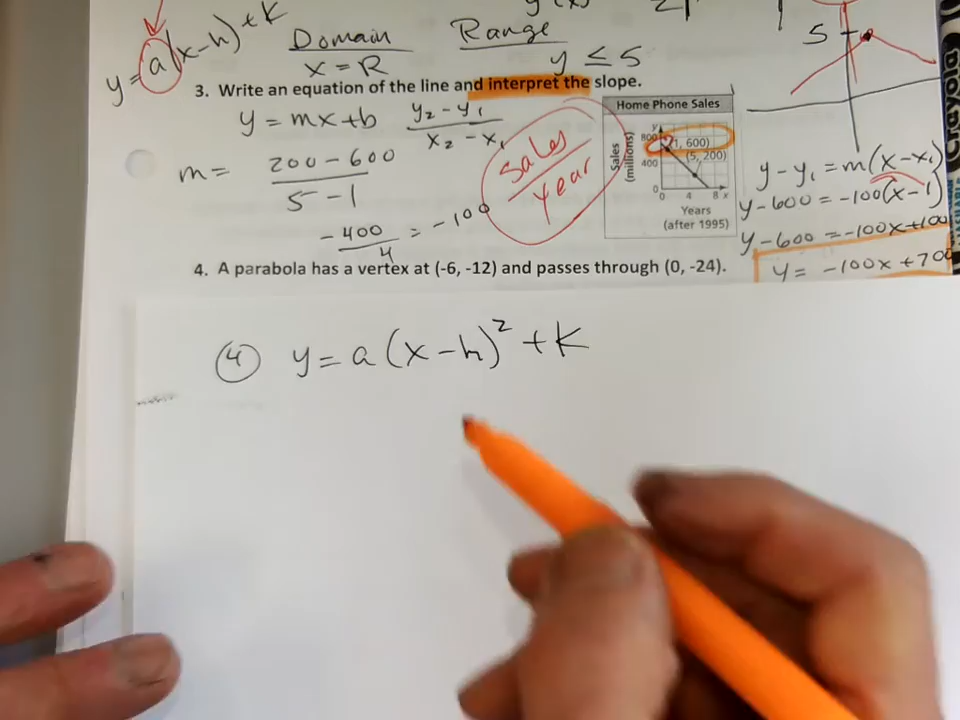 y = a(x-h) + K
Domain Range
x = R y ≤ 5
5
3. Write an equation of the line and interpret the slope.
y = mx+b
y₂ - y₁
x₂ - x₁
m = 200 - 600
5 - 1
-400
4
= -100
Sales
Year
Home Phone Sales
y
800
400
0
(1, 600)
(5, 200)
0 4 8 x
Sales
(millions)
Years
(after 1995)
y - y₁ = m(x - x₁)
y - 600 = -100(x - 1)
y - 600 = -100x + 100
y = -100x + 700
Crayola
4. A parabola has a vertex at (-6, -12) and passes through (0, -24).
④ y = a(x-h)² + K